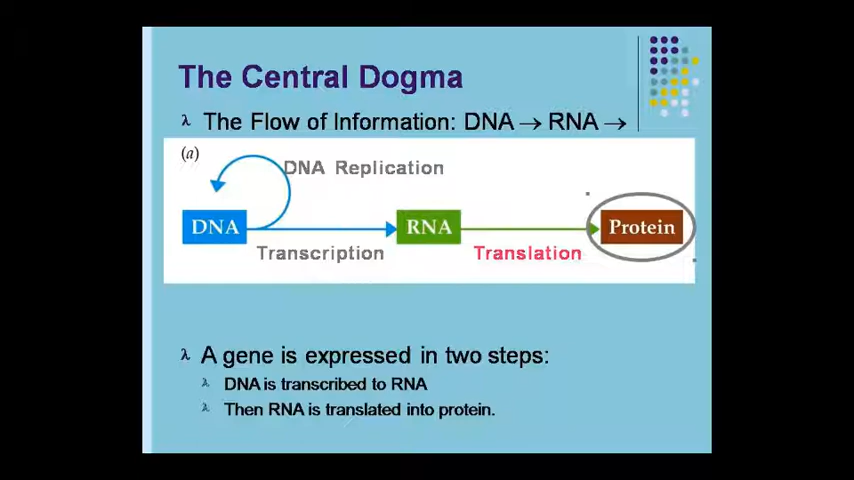 The Central Dogma
λ The Flow of Information: DNA → RNA →
(a)
DNA Replication
DNA RNA Protein
Transcription Translation
λ A gene is expressed in two steps:
λ DNA is transcribed to RNA
λ Then RNA is translated into protein.